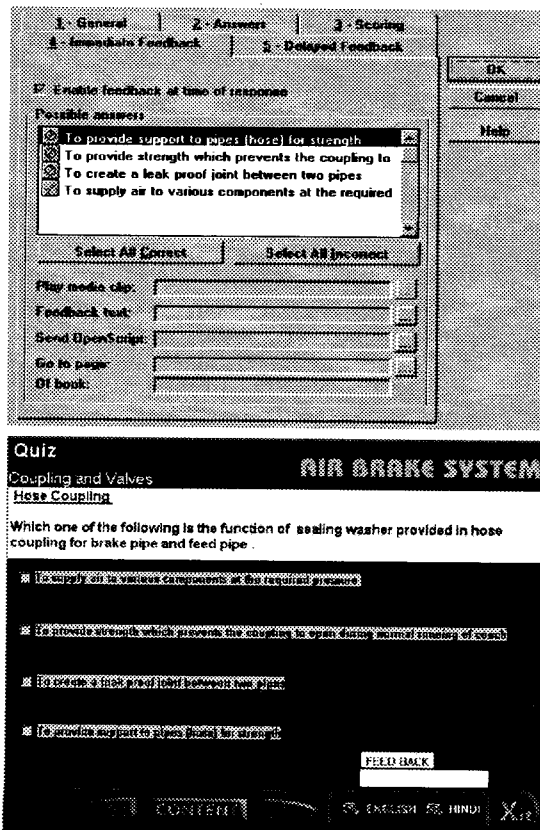 1 - General 2 - Answers 3 - Scoring
4 - Immediate Feedback 5 - Delayed Feedback
OK
Cancel
Help
Enable feedback at time of response
Possible answers
To provide support to pipes (hose) for strength
To provide strength which prevents the coupling to
To create a leak proof joint between two pipes
To supply air to various components at the required
Select All Correct Select All Incorrect
Play media clip:
Feedback text:
Send OpenScript:
Go to page:
Of book:
Quiz
AIR BRAKE SYSTEM
Coupling and Valves
Hose Coupling
Which one of the following is the function of sealing washer provided in hose
coupling for brake pipe and feed pipe .
To supply air to various components at the required pressure
To provide strength which prevents the coupling to open during normal running of coach
To create a leak proof joint between two pipes
To provide support to pipes (hose) for strength
FEED BACK
CONTENT ENGLISH HINDI